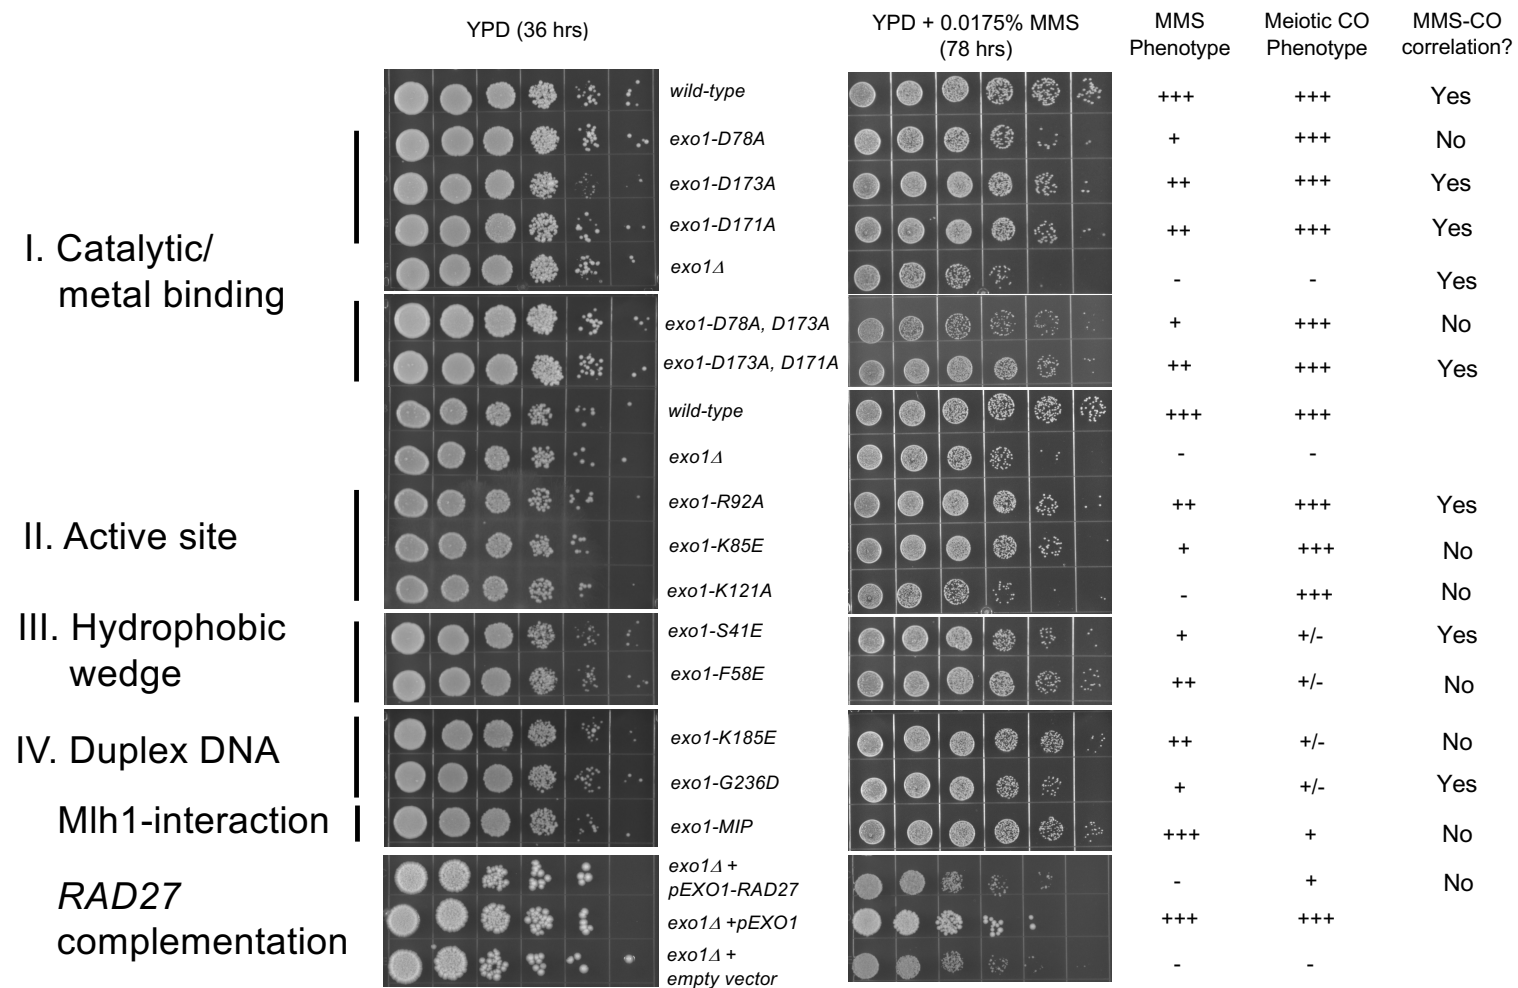 YPD (36 hrs)
YPD + 0.0175% MMS
(78 hrs)
MMS
Phenotype
Meiotic CO
Phenotype
MMS-CO
correlation?
wild-type +++ +++ Yes
exo1-D78A + +++ No
exo1-D173A ++ +++ Yes
exo1-D171A ++ +++ Yes
I. Catalytic/
metal binding
exo1Δ - - Yes
exo1-D78A, D173A + +++ No
exo1-D173A, D171A ++ +++ Yes
wild-type +++ +++
exo1Δ - -
exo1-R92A ++ +++ Yes
II. Active site
exo1-K85E + +++ No
exo1-K121A - +++ No
III. Hydrophobic
wedge
exo1-S41E + +/- Yes
exo1-F58E ++ +/- No
IV. Duplex DNA
exo1-K185E ++ +/- No
exo1-G236D + +/- Yes
Mlh1-interaction
exo1-MIP +++ + No
RAD27
complementation
exo1Δ +
pEXO1-RAD27 - + No
exo1Δ +pEXO1 +++ +++
exo1Δ +
empty vector - -